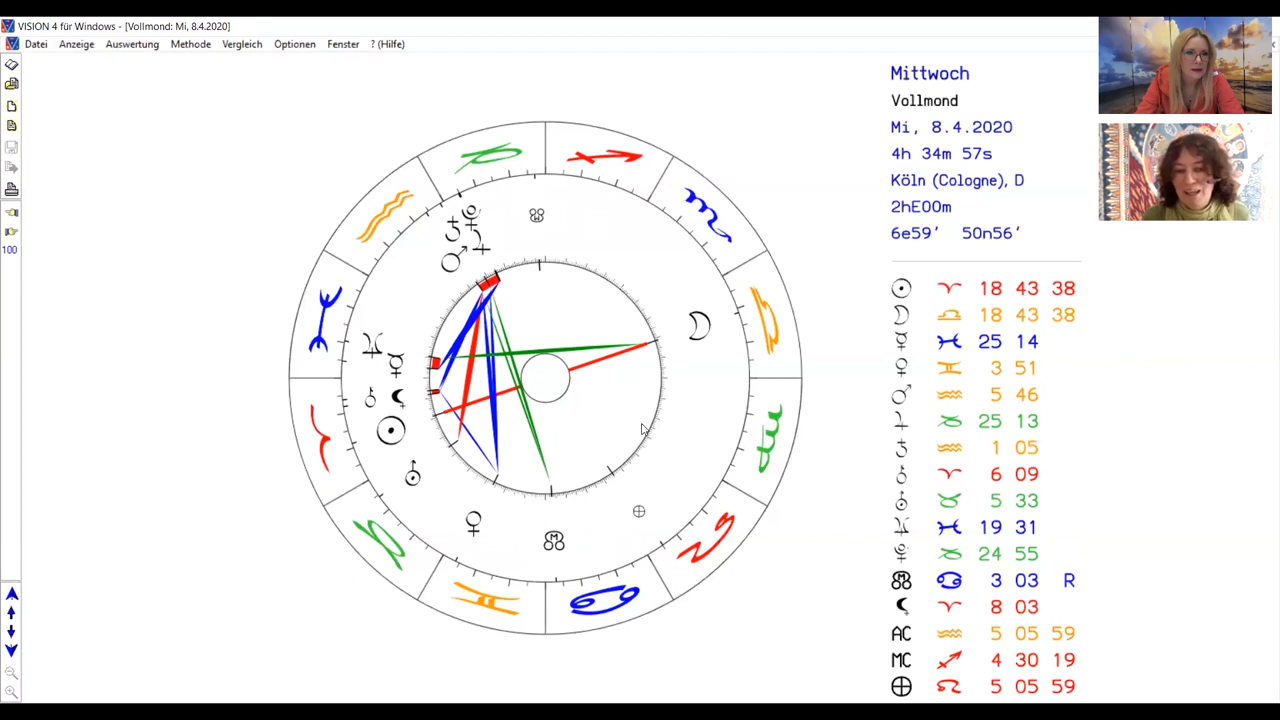 VISION 4 für Windows - [Vollmond: Mi, 8.4.2020]
Datei Anzeige Auswertung Methode Vergleich Optionen Fenster ? (Hilfe)
100
Mittwoch
Vollmond
Mi, 8.4.2020
4h 34m 57s
Köln (Cologne), D
2hE00m
6e59' 50n56'
☉ ♈ 18 43 38
☽ ♎ 18 43 38
☿ ♓ 25 14
♀ ♊ 3 51
♂ ♒ 5 46
♃ ♑ 25 13
♄ ♒ 1 05
⚷ ♈ 6 09
♅ ♉ 5 33
♆ ♓ 19 31
♇ ♑ 24 55
☊ ♋ 3 03 R
⚸ ♈ 8 03
AC ♒ 5 05 59
MC ♐ 4 30 19
⊕ ♌ 5 05 59